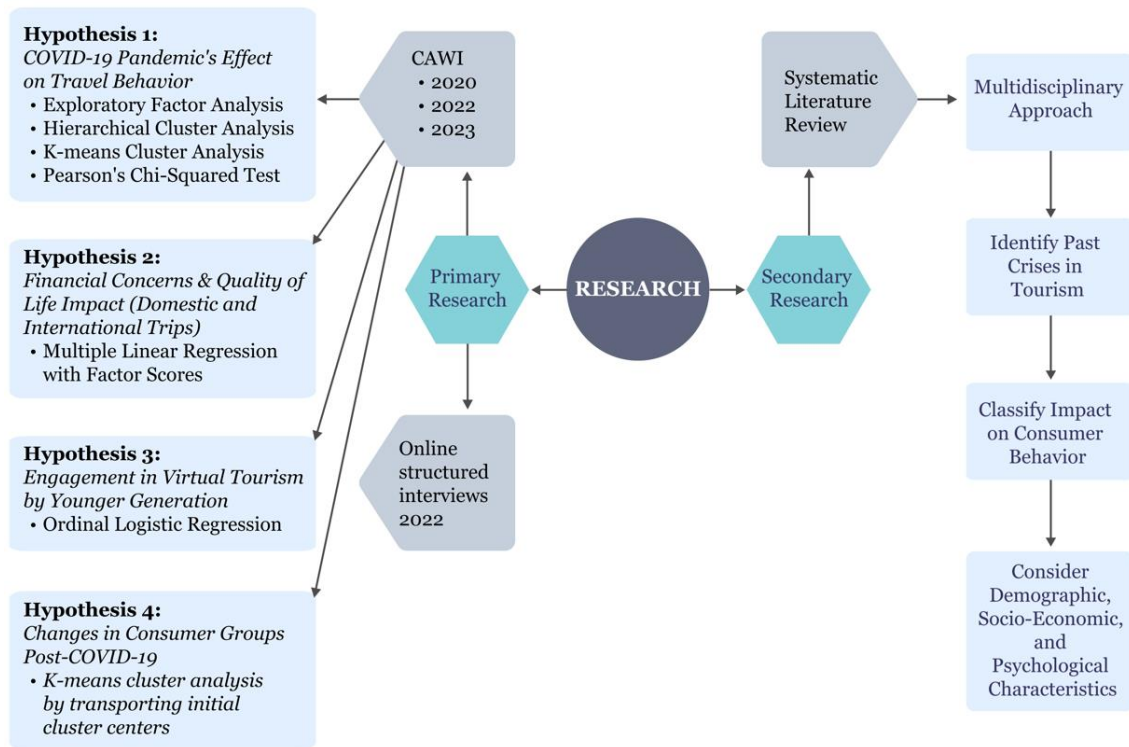 Hypothesis 1:
COVID-19 Pandemic's Effect
on Travel Behavior
• Exploratory Factor Analysis
• Hierarchical Cluster Analysis
• K-means Cluster Analysis
• Pearson's Chi-Squared Test
Hypothesis 2:
Financial Concerns & Quality of
Life Impact (Domestic and
International Trips)
• Multiple Linear Regression
with Factor Scores
Hypothesis 3:
Engagement in Virtual Tourism
by Younger Generation
• Ordinal Logistic Regression
Hypothesis 4:
Changes in Consumer Groups
Post-COVID-19
• K-means cluster analysis
by transporting initial
cluster centers
CAWI
• 2020
• 2022
• 2023
Primary
Research
Online
structured
interviews
2022
RESEARCH
Systematic
Literature
Review
Secondary
Research
Multidisciplinary
Approach
Identify Past
Crises in
Tourism
Classify Impact
on Consumer
Behavior
Consider
Demographic,
Socio-Economic,
and
Psychological
Characteristics